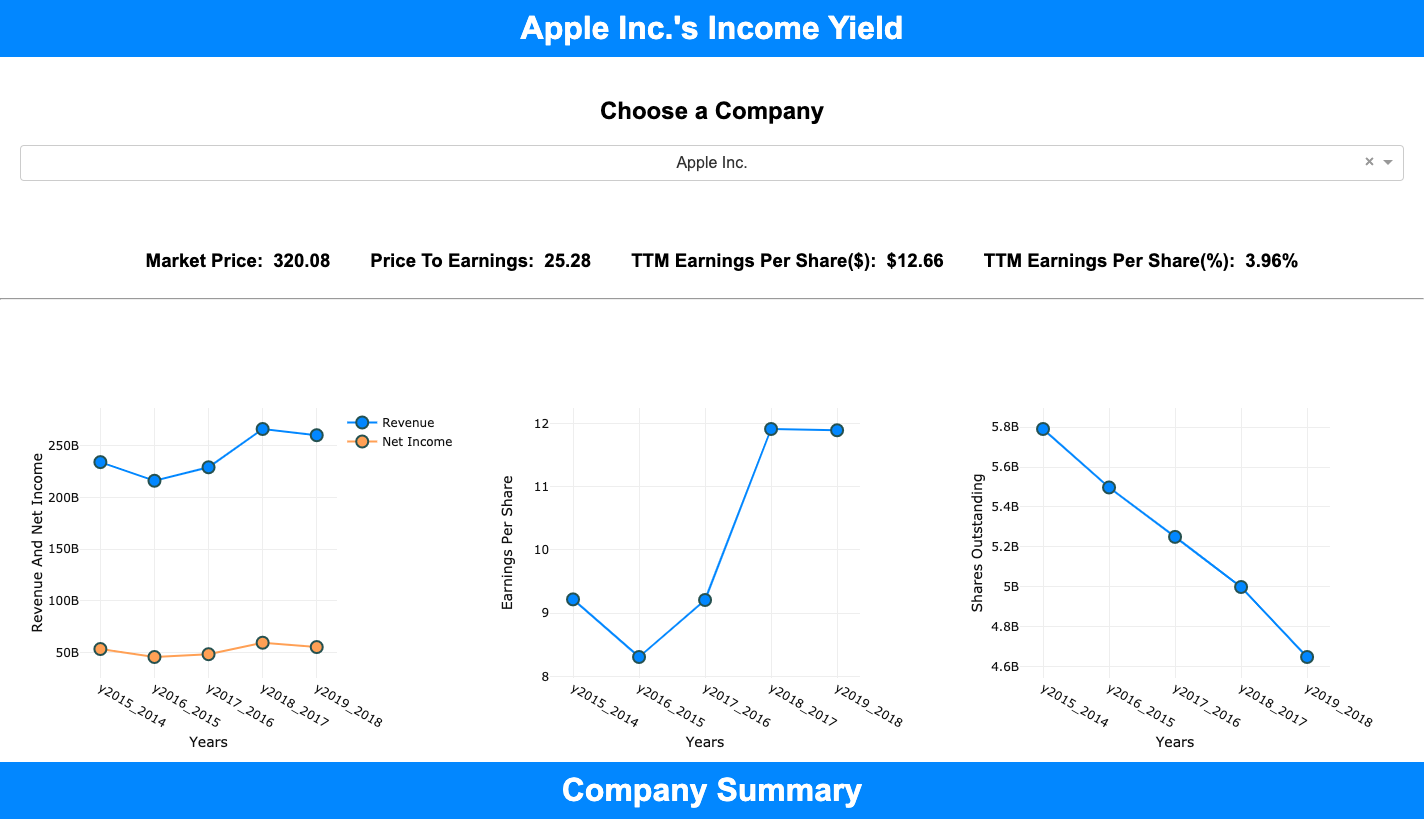 Apple Inc.'s Income Yield
Choose a Company
Apple Inc.
×
Market Price: 320.08 Price To Earnings: 25.28 TTM Earnings Per Share($): $12.66 TTM Earnings Per Share(%): 3.96%
Revenue And Net Income
250B
200B
150B
100B
50B
y2015_2014
y2016_2015
y2017_2016
y2018_2017
y2019_2018
Years
Revenue
Net Income
Earnings Per Share
12
11
10
9
8
y2015_2014
y2016_2015
y2017_2016
y2018_2017
y2019_2018
Years
Shares Outstanding
5.8B
5.6B
5.4B
5.2B
5B
4.8B
4.6B
y2015_2014
y2016_2015
y2017_2016
y2018_2017
y2019_2018
Years
Company Summary